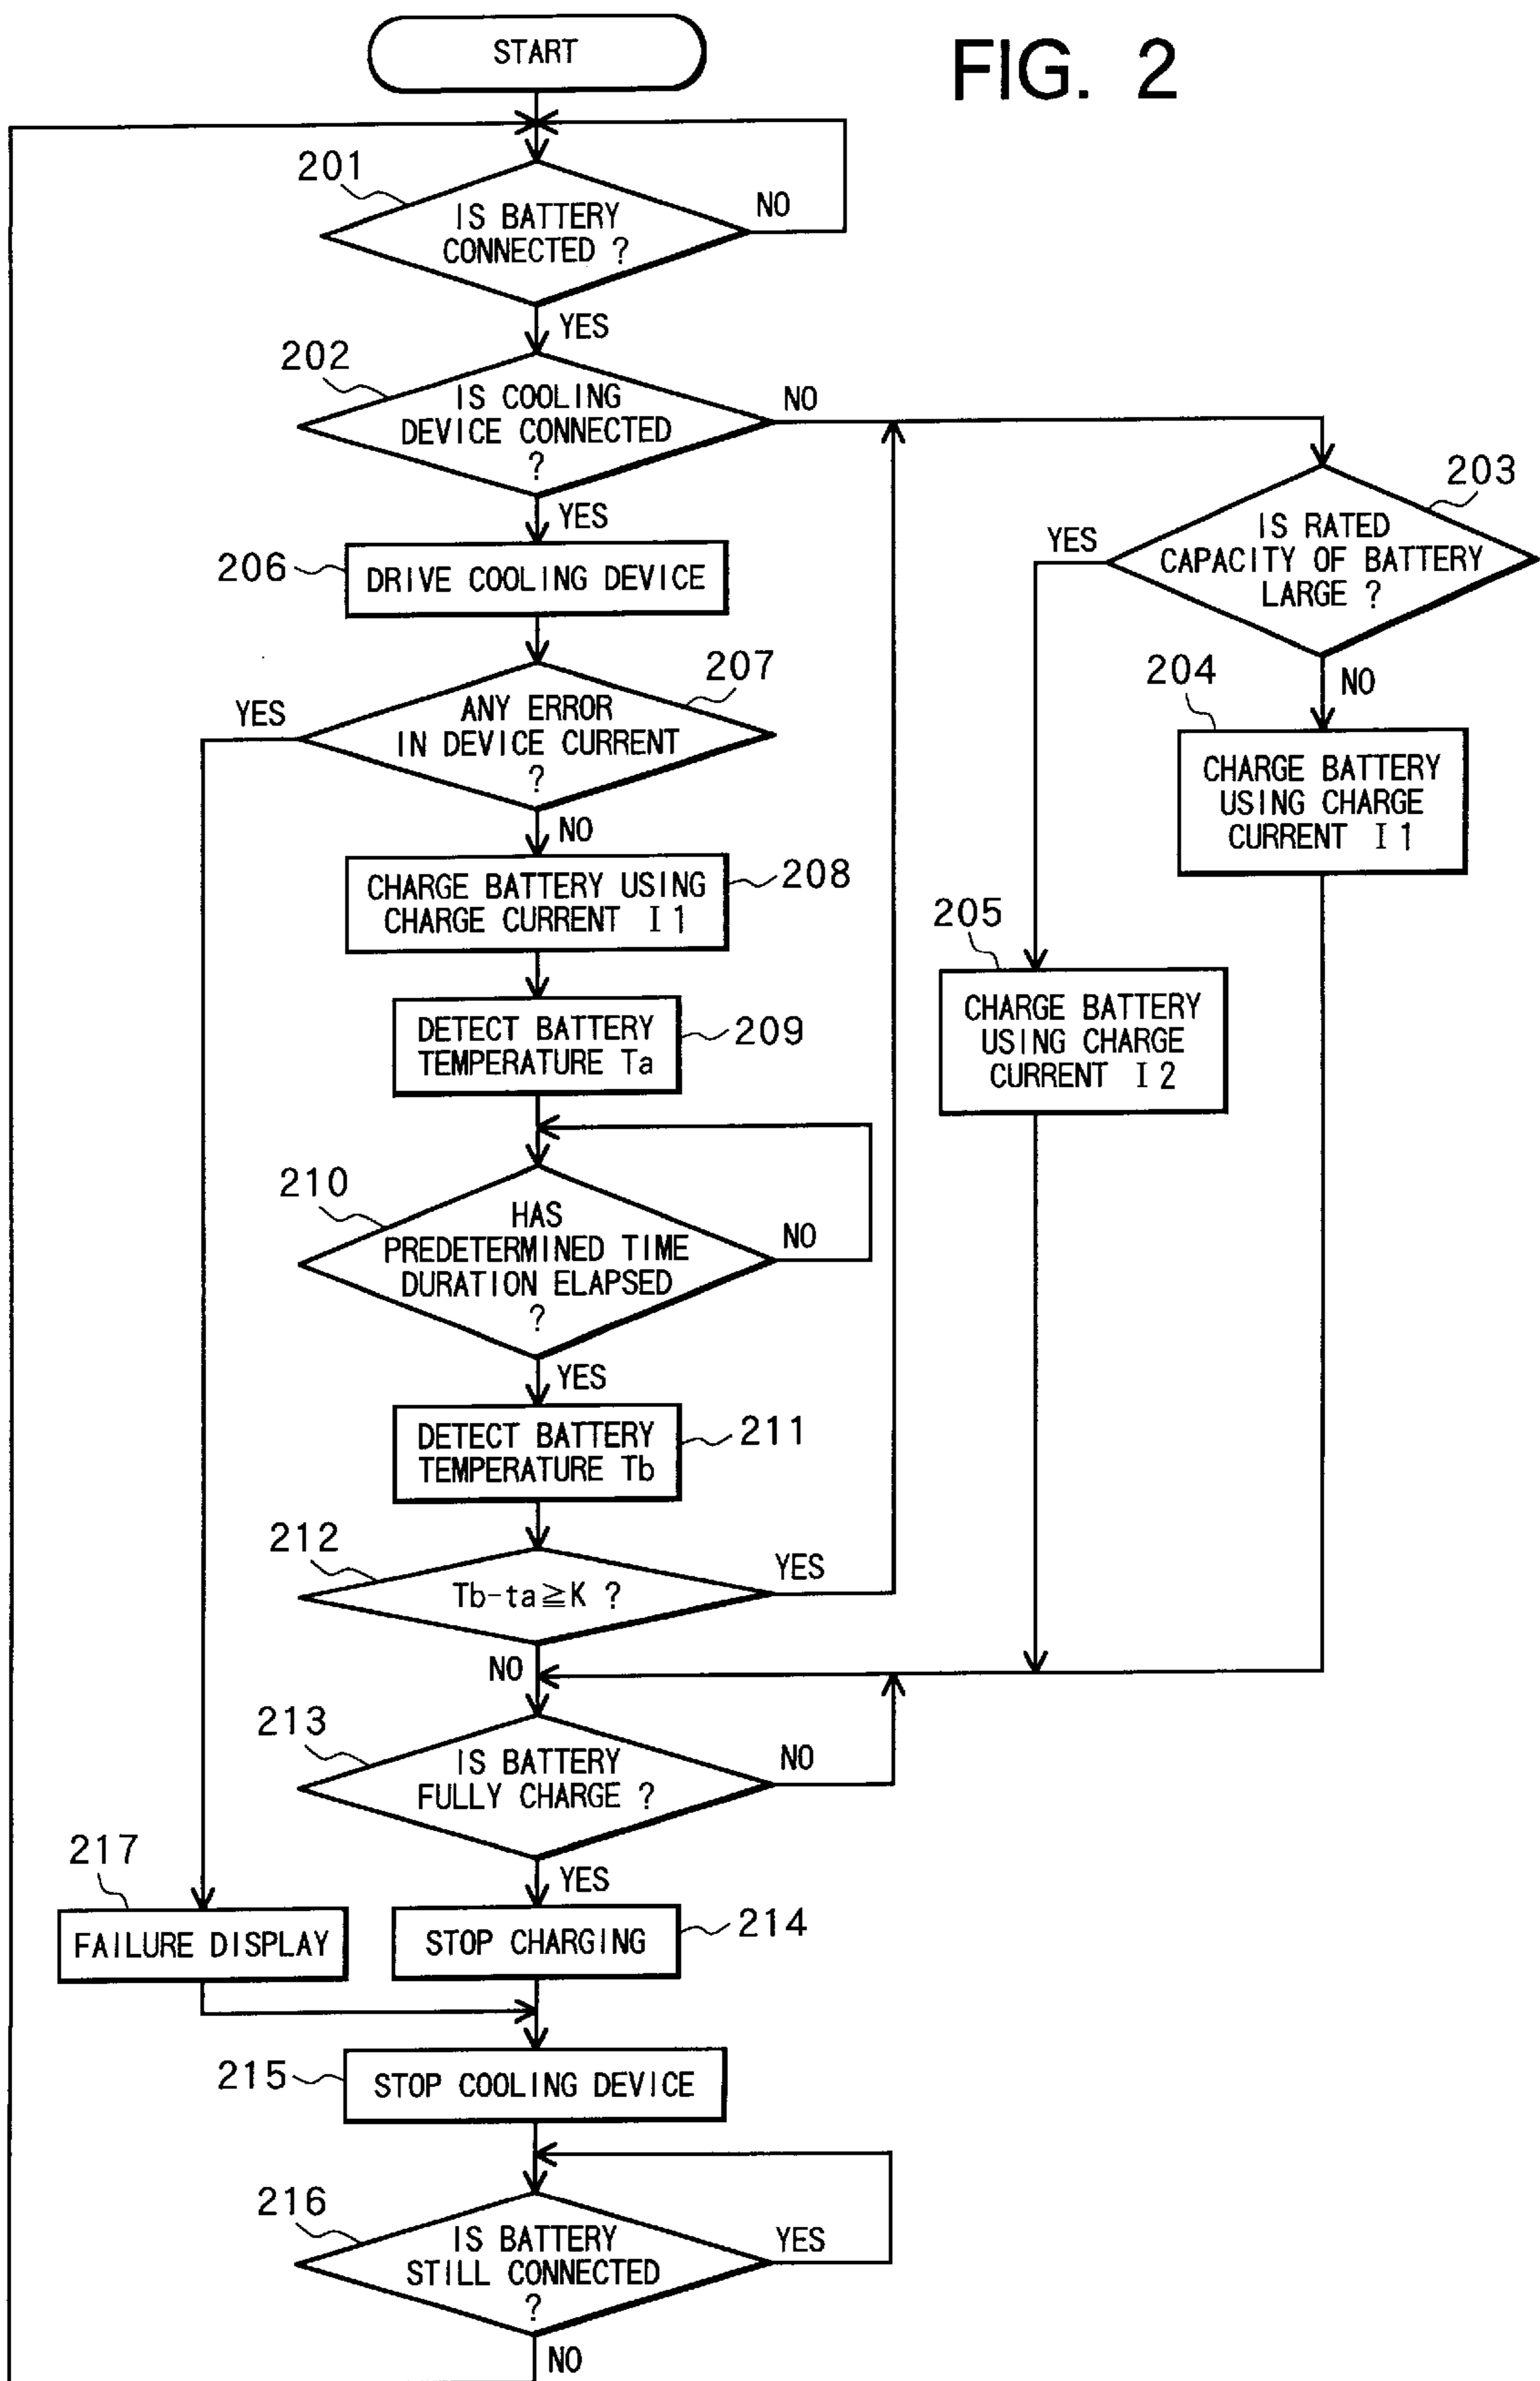 START
FIG. 2
201
IS BATTERY
CONNECTED ?
NO
YES
202
IS COOLING
DEVICE CONNECTED
?
NO
YES
203
IS RATED
CAPACITY OF BATTERY
LARGE ?
YES
NO
206
DRIVE COOLING DEVICE
207
ANY ERROR
IN DEVICE CURRENT
?
YES
NO
204
CHARGE BATTERY
USING CHARGE
CURRENT I1
208
CHARGE BATTERY USING
CHARGE CURRENT I1
205
CHARGE BATTERY
USING CHARGE
CURRENT I2
209
DETECT BATTERY
TEMPERATURE Ta
210
HAS
PREDETERMINED TIME
DURATION ELAPSED
?
NO
YES
211
DETECT BATTERY
TEMPERATURE Tb
212
Tb-ta≧K ?
YES
NO
213
IS BATTERY
FULLY CHARGE ?
NO
YES
217
FAILURE DISPLAY
214
STOP CHARGING
215
STOP COOLING DEVICE
216
IS BATTERY
STILL CONNECTED
?
YES
NO